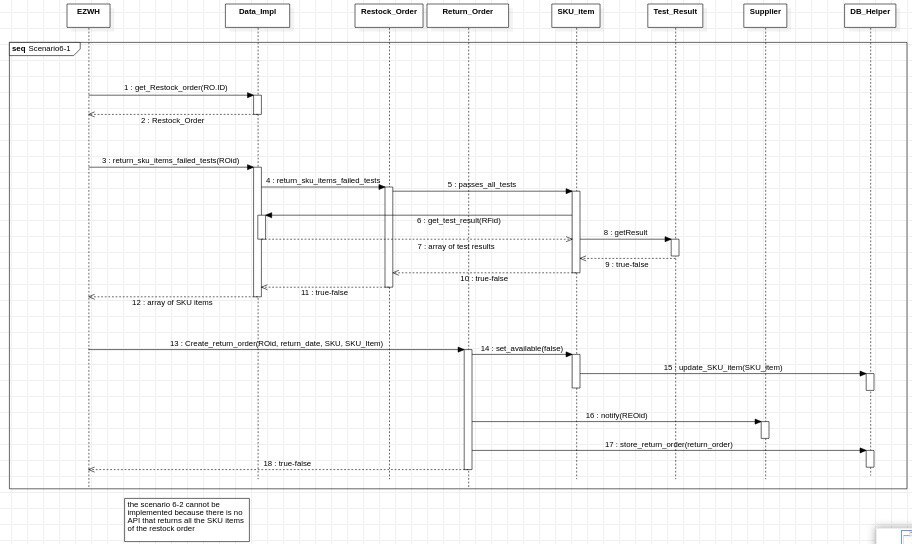 EZWH
Data_Impl
Restock_Order
Return_Order
SKU_item
Test_Result
Supplier
DB_Helper
seq Scenario6-1
1 : get_Restock_order(RO.ID)
2 : Restock_Order
3 : return_sku_items_failed_tests(ROid)
4 : return_sku_items_failed_tests
5 : passes_all_tests
6 : get_test_result(RFid)
7 : array of test results
8 : getResult
9 : true-false
10 : true-false
11 : true-false
12 : array of SKU items
13 : Create_return_order(ROid, return_date, SKU, SKU_Item)
14 : set_available(false)
15 : update_SKU_item(SKU_item)
16 : notify(REOid)
17 : store_return_order(return_order)
18 : true-false
the scenario 6-2 cannot be
implemented because there is no
API that returns all the SKU items
of the restock order